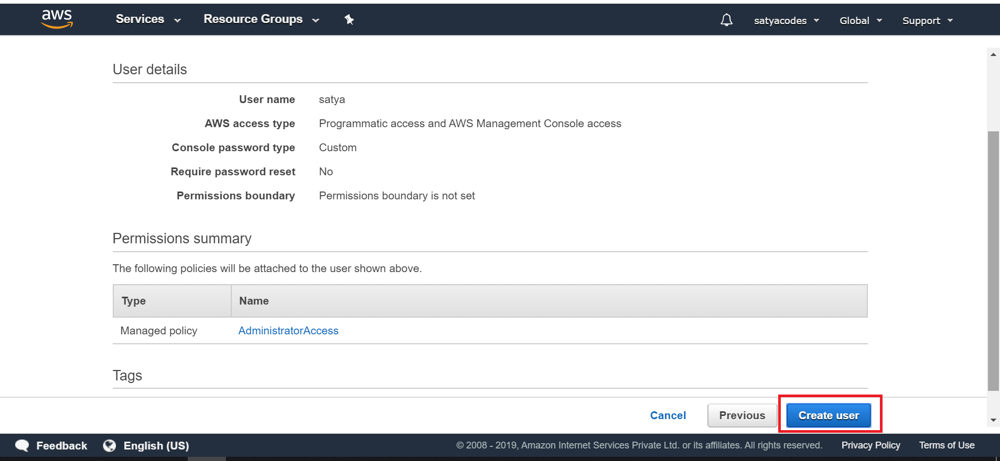 aws Services Resource Groups satyacodes Global Support
User details
User name satya
AWS access type Programmatic access and AWS Management Console access
Console password type Custom
Require password reset No
Permissions boundary Permissions boundary is not set
Permissions summary
The following policies will be attached to the user shown above.
Type Name
Managed policy AdministratorAccess
Tags
Cancel Previous Create user
Feedback English (US) © 2008 - 2019, Amazon Internet Services Private Ltd. or its affiliates. All rights reserved. Privacy Policy Terms of Use